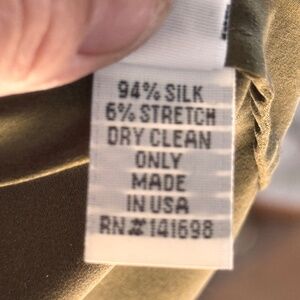 94% SILK
6% STRETCH
DRY CLEAN
ONLY
MADE
IN USA
RN#141698